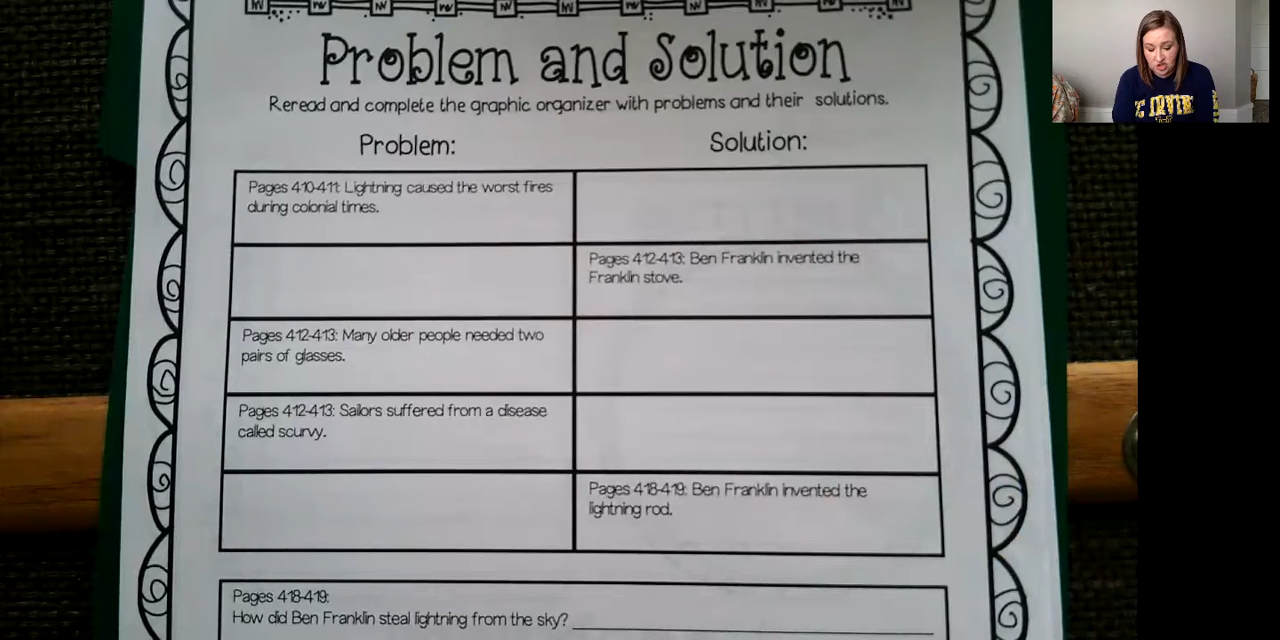 Problem and Solution
Reread and complete the graphic organizer with problems and their solutions.
Problem:
Solution:
Pages 410-411: Lightning caused the worst fires
during colonial times.
Pages 412-413: Ben Franklin invented the
Franklin stove.
Pages 412-413: Many older people needed two
pairs of glasses.
Pages 412-413: Sailors suffered from a disease
called scurvy.
Pages 418-419: Ben Franklin invented the
lightning rod.
Pages 418-419:
How did Ben Franklin steal lightning from the sky?